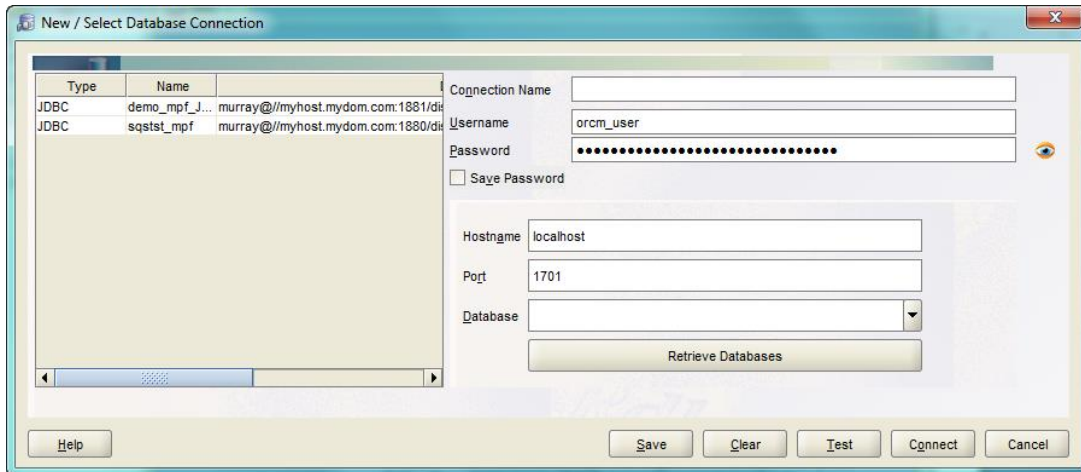 New / Select Database Connection
Type Name
JDBC demo_mpf_J... murray@//myhost.mydom.com:1881/di
JDBC sqstst_mpf murray@//myhost.mydom.com:1880/di
Connection Name
Username orcm_user
Password
Save Password
Hostname localhost
Port 1701
Database
Retrieve Databases
Help Save Clear Test Connect Cancel